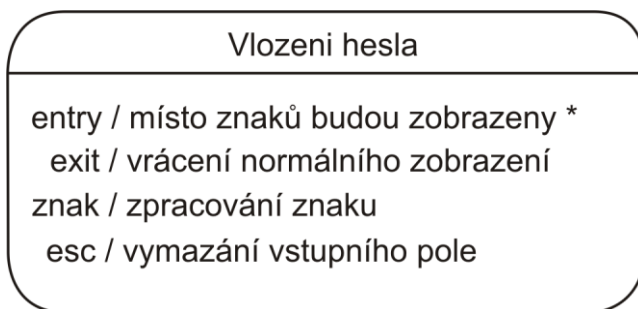 Vlozeni hesla
entry / místo znaků budou zobrazeny *
exit / vrácení normálního zobrazení
znak / zpracování znaku
esc / vymazání vstupního pole